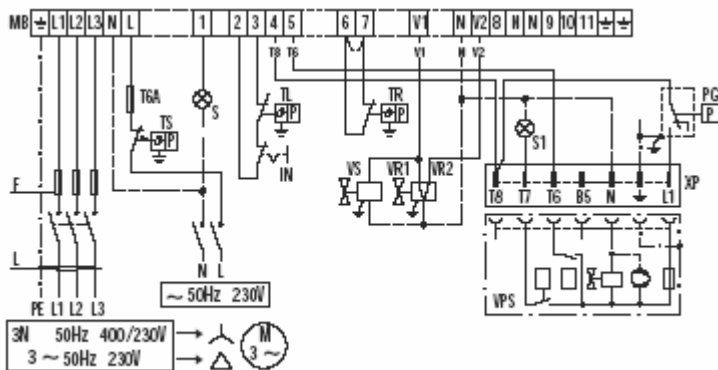 MB L1 L2 L3 N L 1 2 3 4 5 6 7 V1 N V2 8 N N 9 10 11
T8 T6 V1 N V2
T6A
TS
P
S
TL
P
IN
TR
P
S1
PG
P
VS VR1 VR2
T8 T7 T6 B5 N L1
XP
F
L
N L
VPS
PE L1 L2 L3
~ 50Hz 230V
3N 50Hz 400/230V
3 ~ 50Hz 230V
M
3 ~